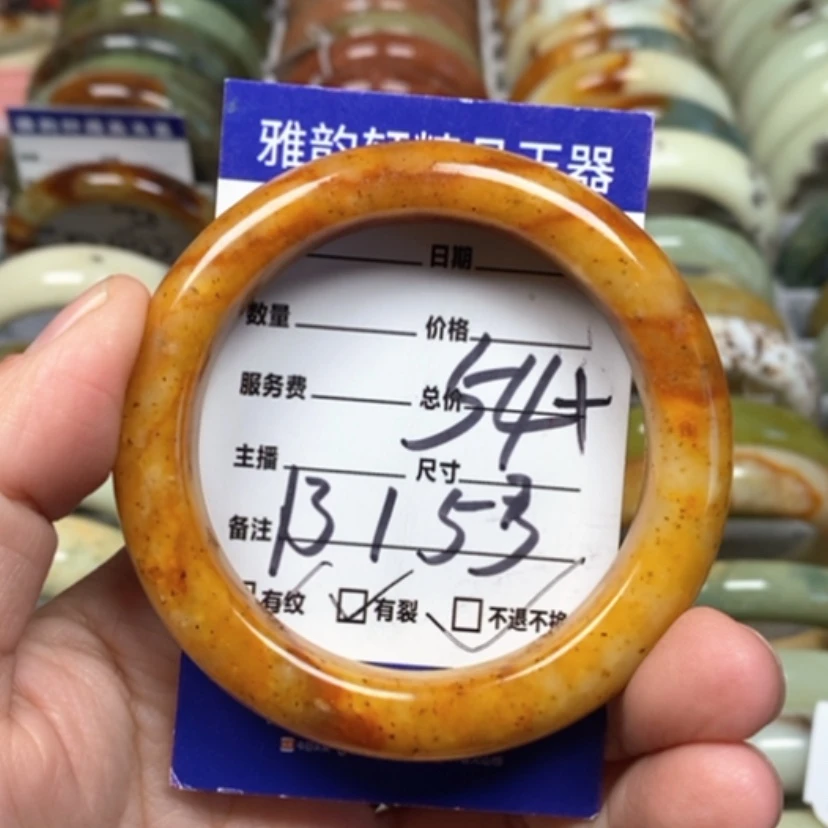 雅韵轩精品玉器
日期
数量 价格
服务费 总价 54+
主播 尺寸
备注 B153
有纹 有裂 不退不换